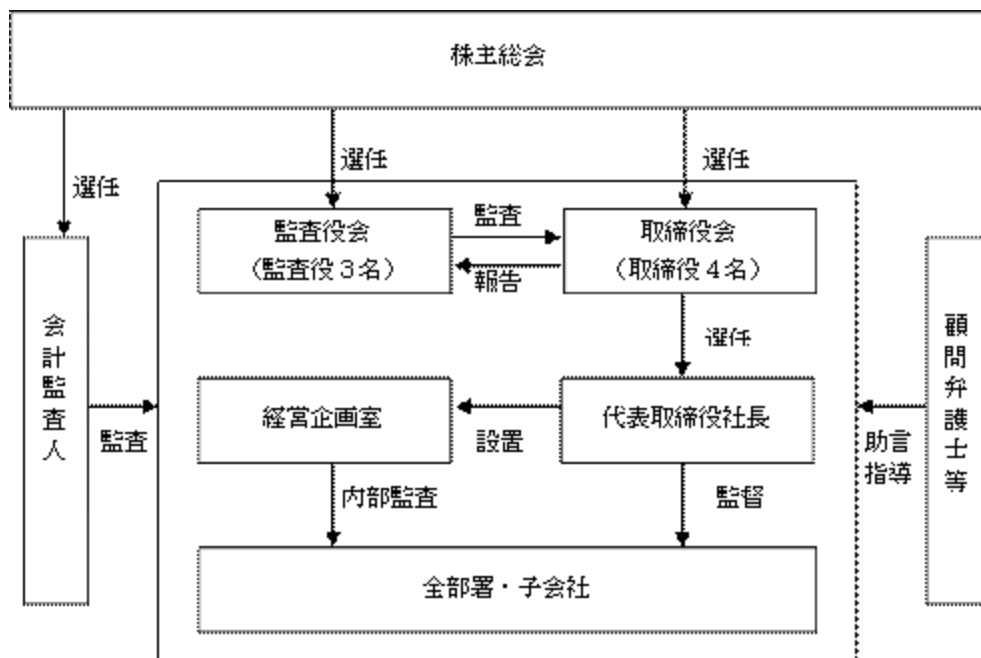 株主総会
選任
選任
選任
監査役会
（監査役３名）
監査
報告
取締役会
（取締役４名）
会計監査人
監査
選任
経営企画室
設置
代表取締役社長
内部監査
監督
全部署・子会社
助言
指導
顧問弁護士等